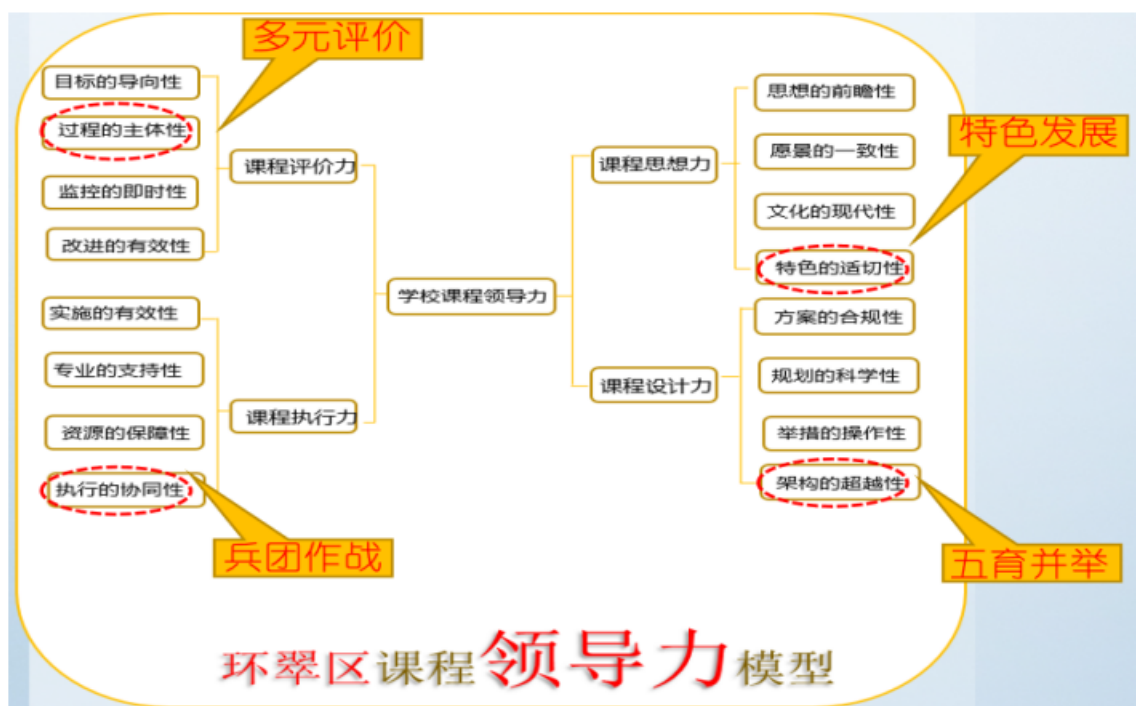 多元评价
目标的导向性
过程的主体性
监控的即时性
改进的有效性
课程评价力
实施的有效性
专业的支持性
资源的保障性
执行的协同性
课程执行力
兵团作战
学校课程领导力
课程思想力
思想的前瞻性
愿景的一致性
文化的现代性
特色的适切性
特色发展
课程设计力
方案的合规性
规划的科学性
举措的操作性
架构的超越性
五育并举
环翠区课程领导力模型